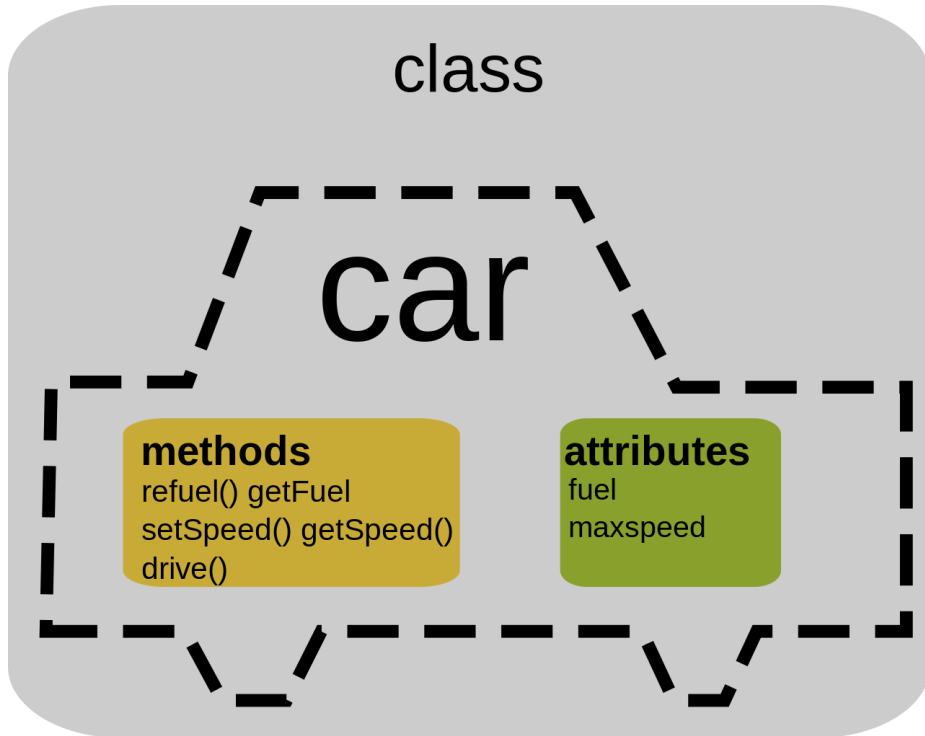 class
car
methods
refuel() getFuel
setSpeed() getSpeed()
drive()
attributes
fuel
maxspeed